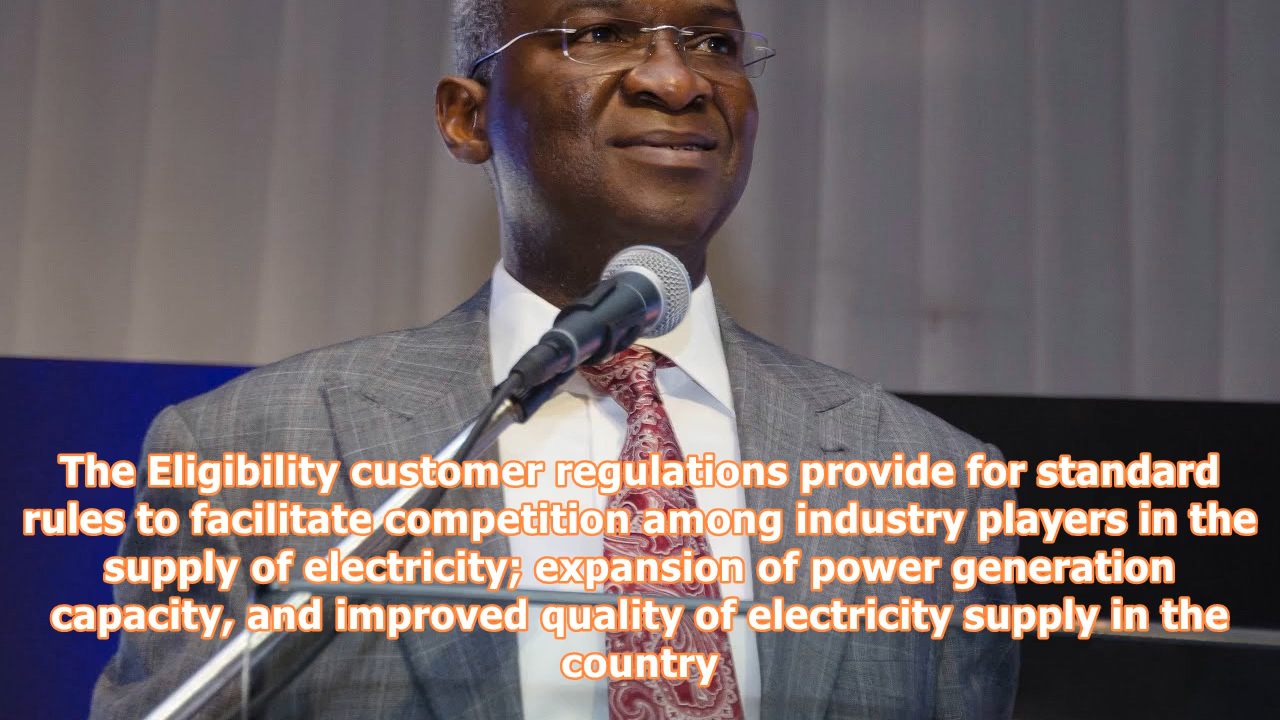 The Eligibility customer regulations provide for standard
rules to facilitate competition among industry players in the
supply of electricity; expansion of power generation
capacity, and improved quality of electricity supply in the
country